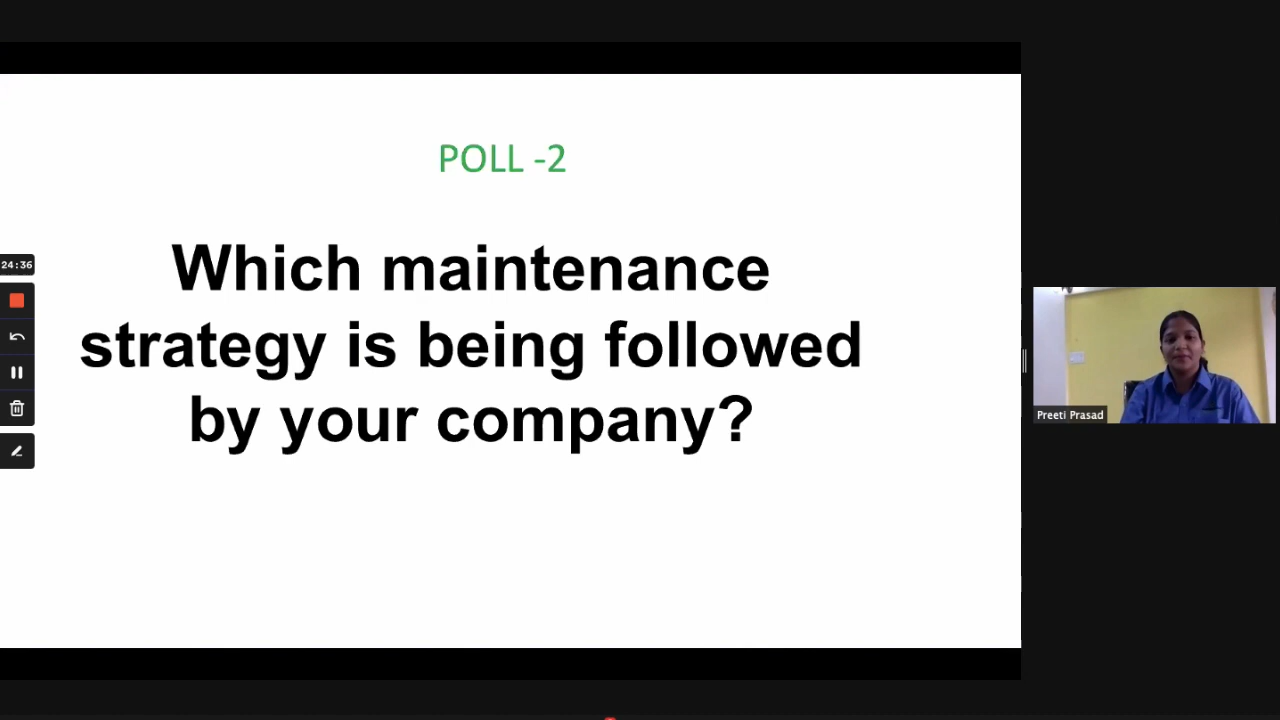 POLL -2
Which maintenance
strategy is being followed
by your company?
24:36
Preeti Prasad